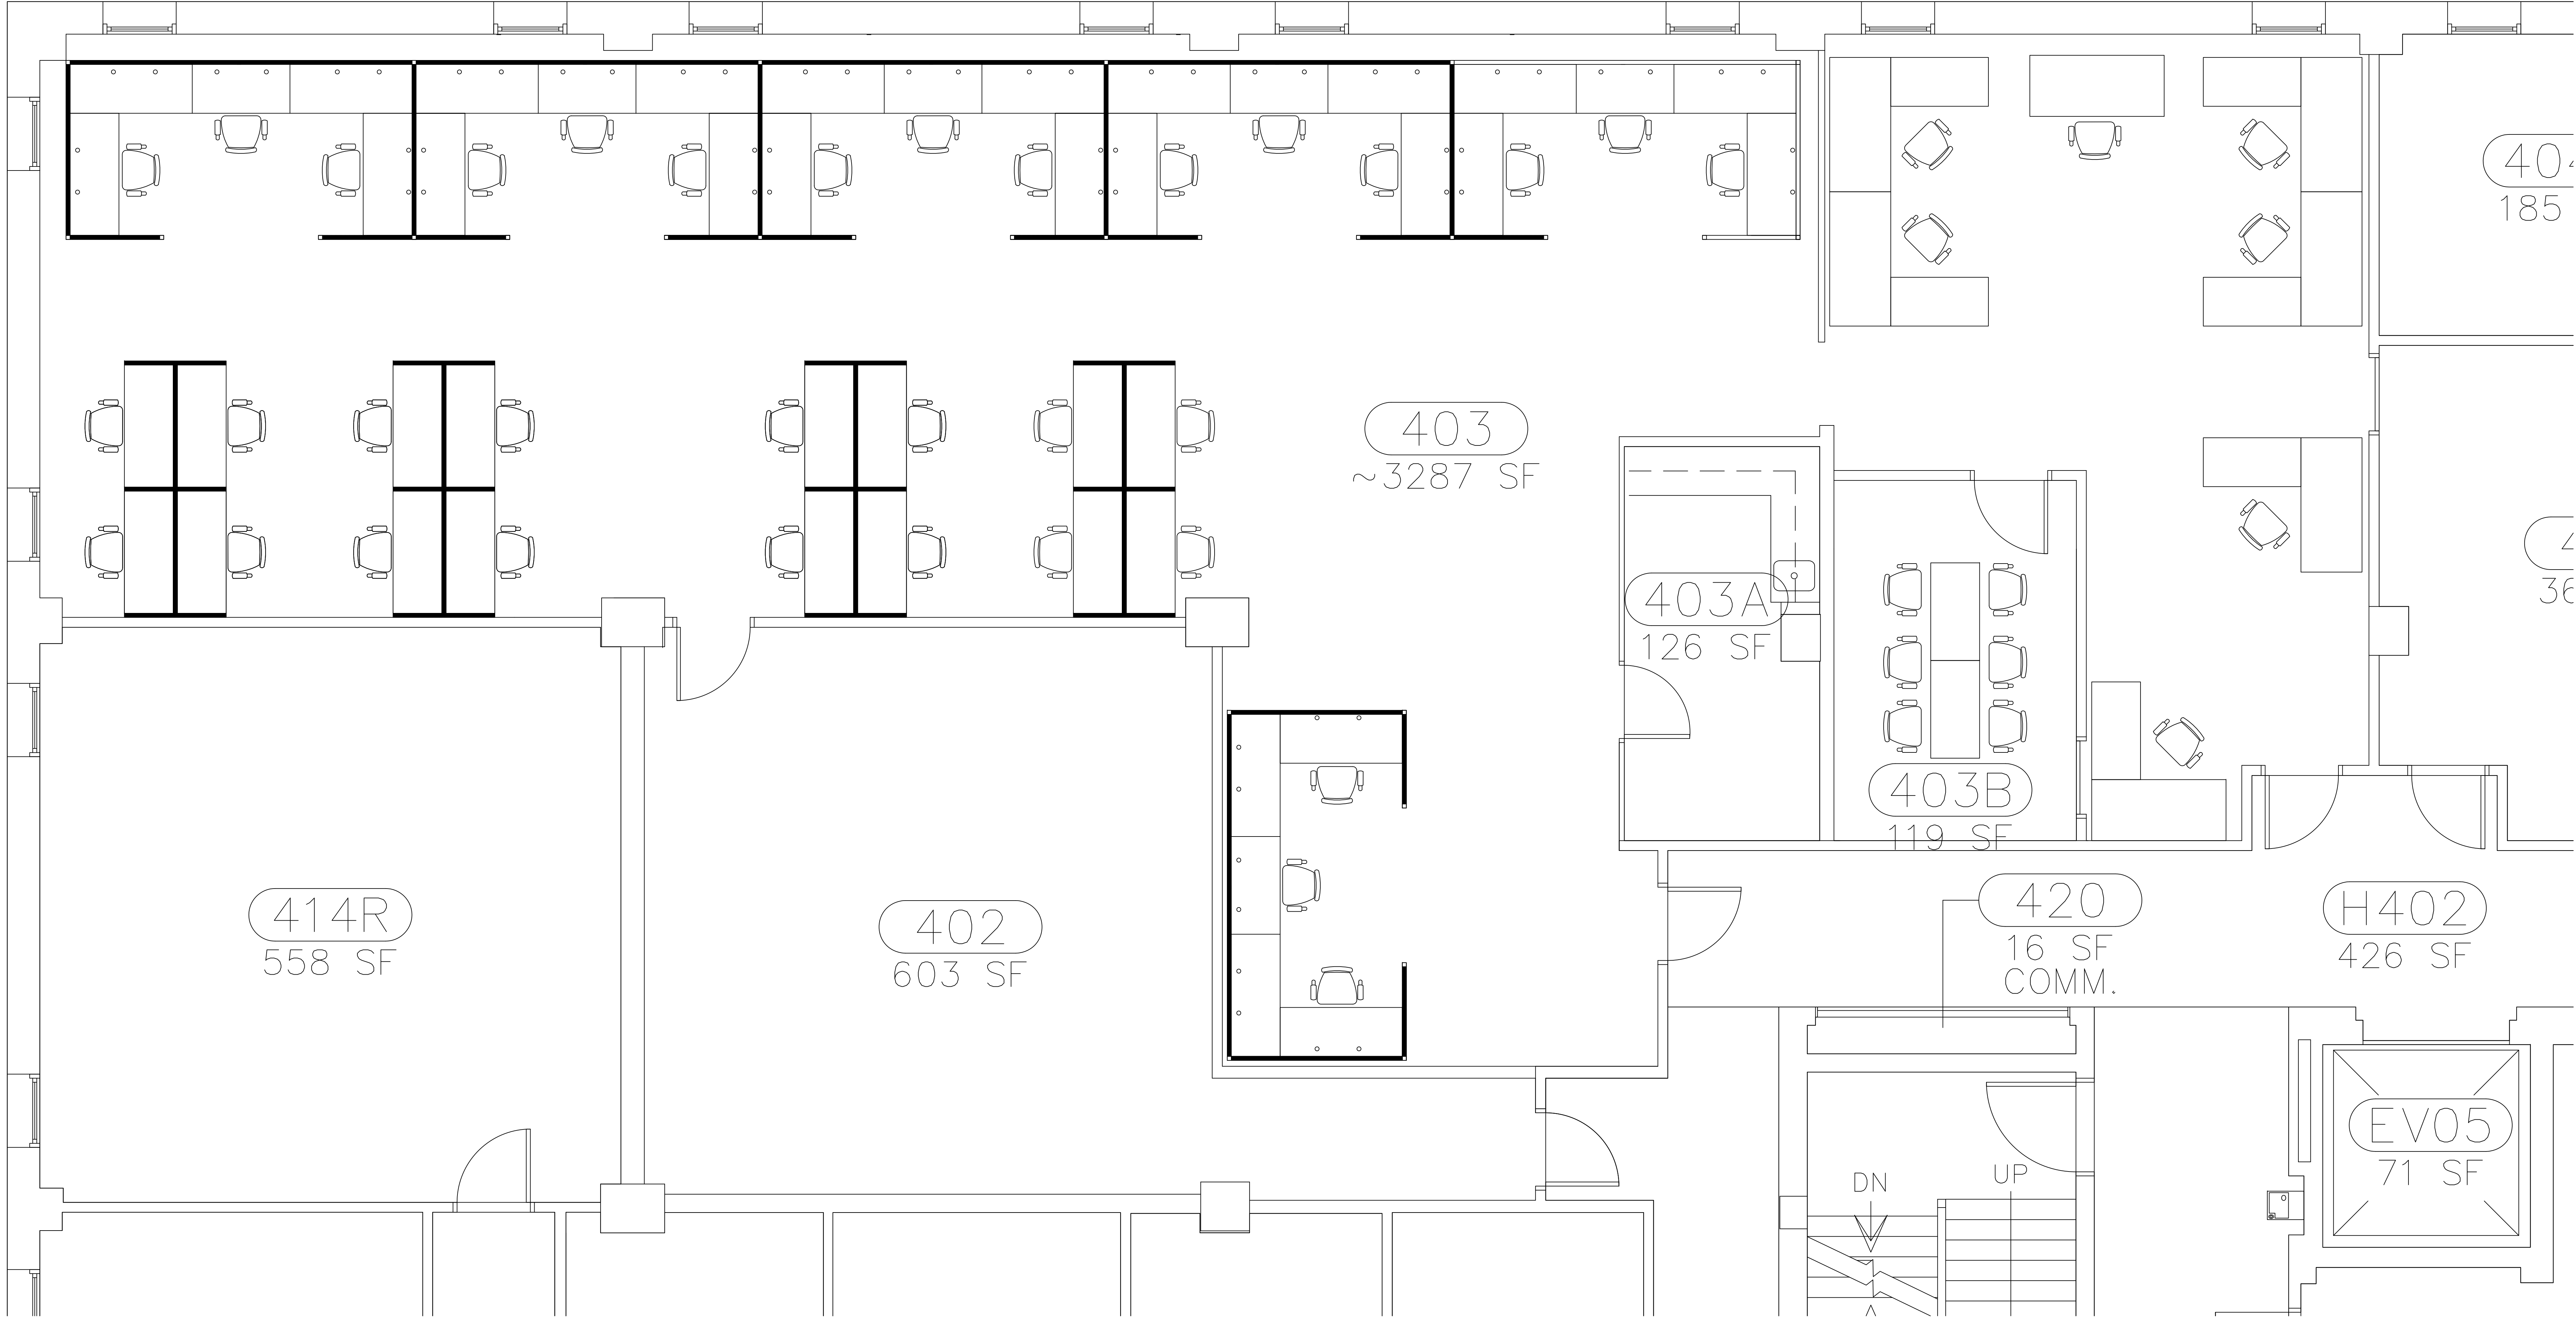 403
~3287 SF
403A
126 SF
403B
119 SF
414R
558 SF
402
603 SF
420
16 SF
COMM.
H402
426 SF
EV05
71 SF
DN
UP
185